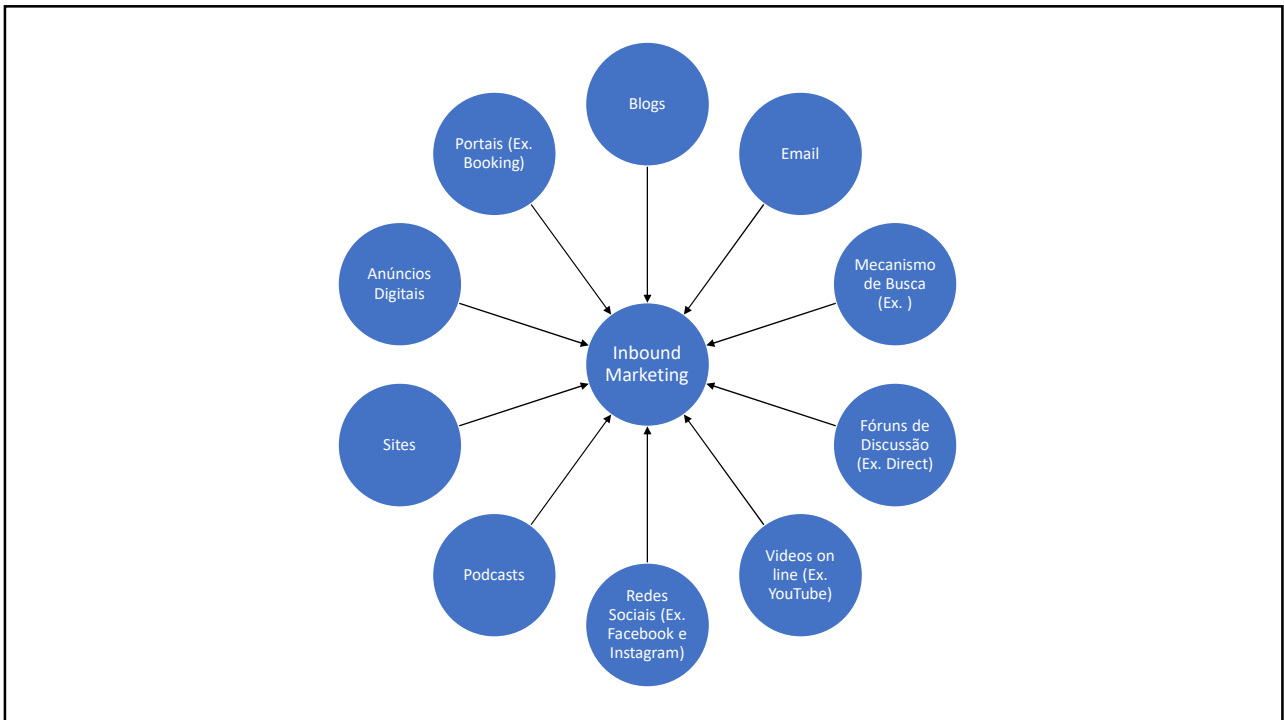 Blogs
Email
Mecanismo
de Busca
(Ex. )
Fóruns de
Discussão
(Ex. Direct)
Videos on
line (Ex.
YouTube)
Redes
Sociais (Ex.
Facebook e
Instagram)
Podcasts
Sites
Anúncios
Digitais
Portais (Ex.
Booking)
Inbound
Marketing